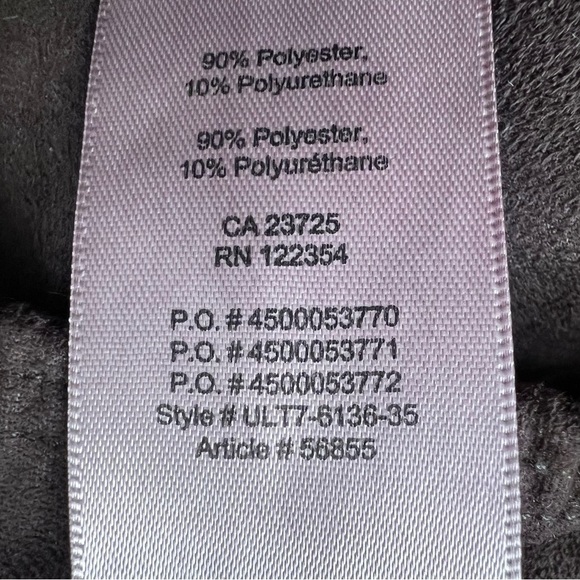 90% Polyester,
10% Polyurethane
90% Polyester,
10% Polyuréthane
CA 23725
RN 122354
P.O. # 4500053770
P.O. # 4500053771
P.O. # 4500053772
Style # ULT7-6136-35
Article # 56855